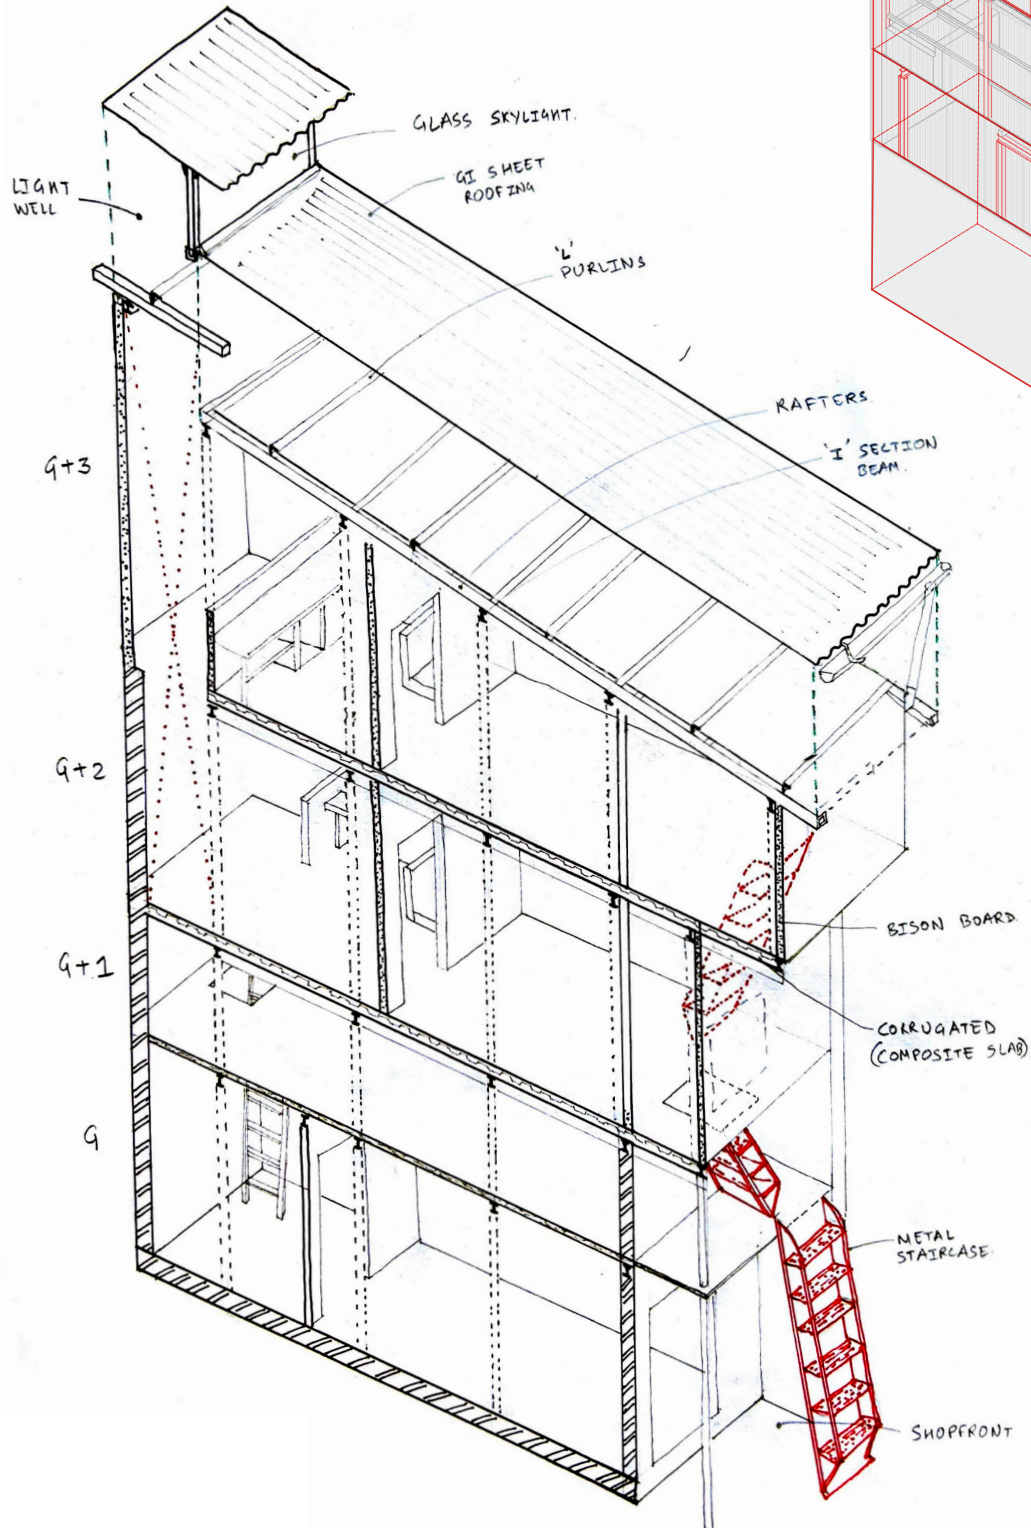 GLASS SKYLIGHT.
GI SHEET
ROOFING
LIGHT
WELL
'L'
PURLINS
RAFTERS
'I' SECTION
BEAM.
G+3
G+2
BISON BOARD.
G+1
CORRUGATED
(COMPOSITE SLAB)
G
METAL
STAIRCASE.
SHOPFRONT